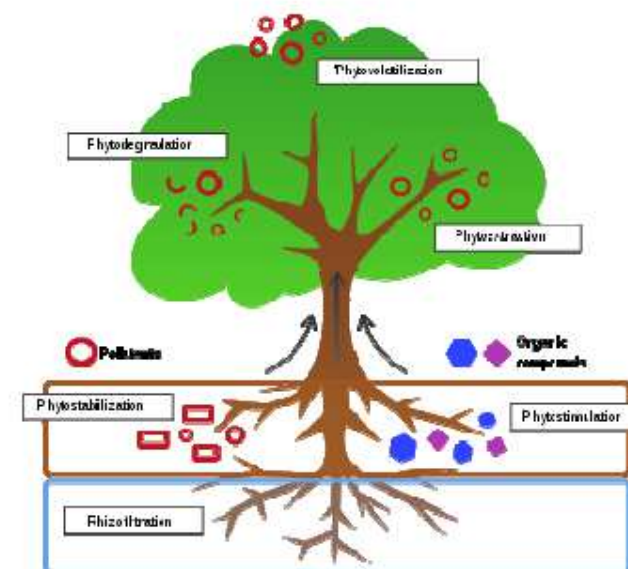 Phytovolatilization
Phytodegradation
Phytoextraction
Pollutants
Organic
compounds
Phytostabilization
Phytostimulation
Rhizofiltration